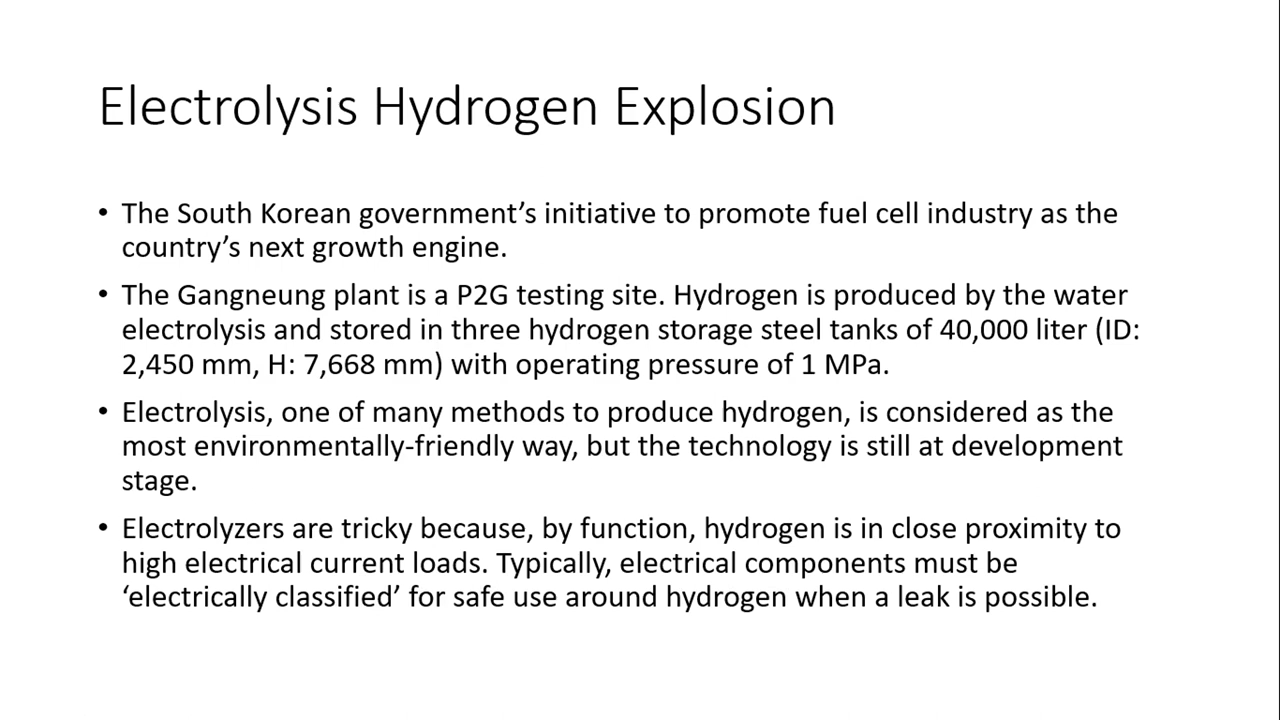 Electrolysis Hydrogen Explosion
• The South Korean government’s initiative to promote fuel cell industry as the
country’s next growth engine.
• The Gangneung plant is a P2G testing site. Hydrogen is produced by the water
electrolysis and stored in three hydrogen storage steel tanks of 40,000 liter (ID:
2,450 mm, H: 7,668 mm) with operating pressure of 1 MPa.
• Electrolysis, one of many methods to produce hydrogen, is considered as the
most environmentally-friendly way, but the technology is still at development
stage.
• Electrolyzers are tricky because, by function, hydrogen is in close proximity to
high electrical current loads. Typically, electrical components must be
‘electrically classified’ for safe use around hydrogen when a leak is possible.